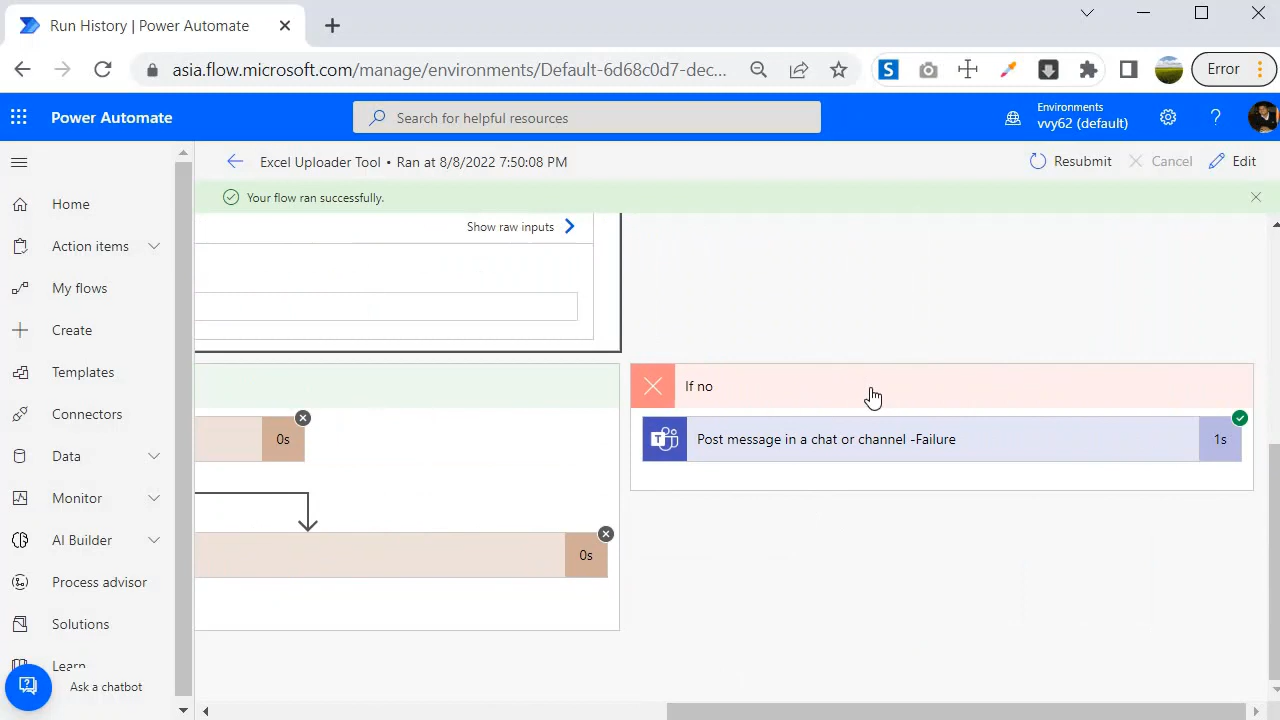 Run History | Power Automate
asia.flow.microsoft.com/manage/environments/Default-6d68c0d7-dec...
S
Error
Power Automate
Search for helpful resources
Environments
vvy62 (default)
Excel Uploader Tool • Ran at 8/8/2022 7:50:08 PM
Resubmit
Cancel
Edit
Your flow ran successfully.
Home
Action items
My flows
Create
Templates
Connectors
Data
Monitor
AI Builder
Process advisor
Solutions
Learn
Ask a chatbot
Show raw inputs
If no
0s
T
Post message in a chat or channel -Failure
1s
0s